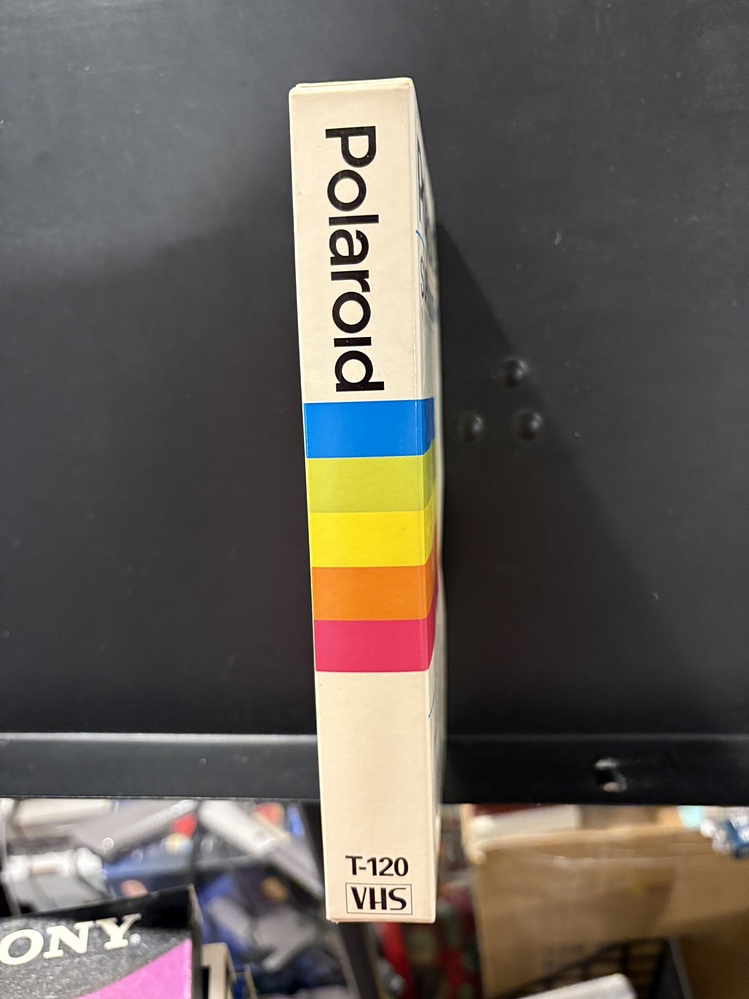 Polaroid
T-120
VHS
ONY